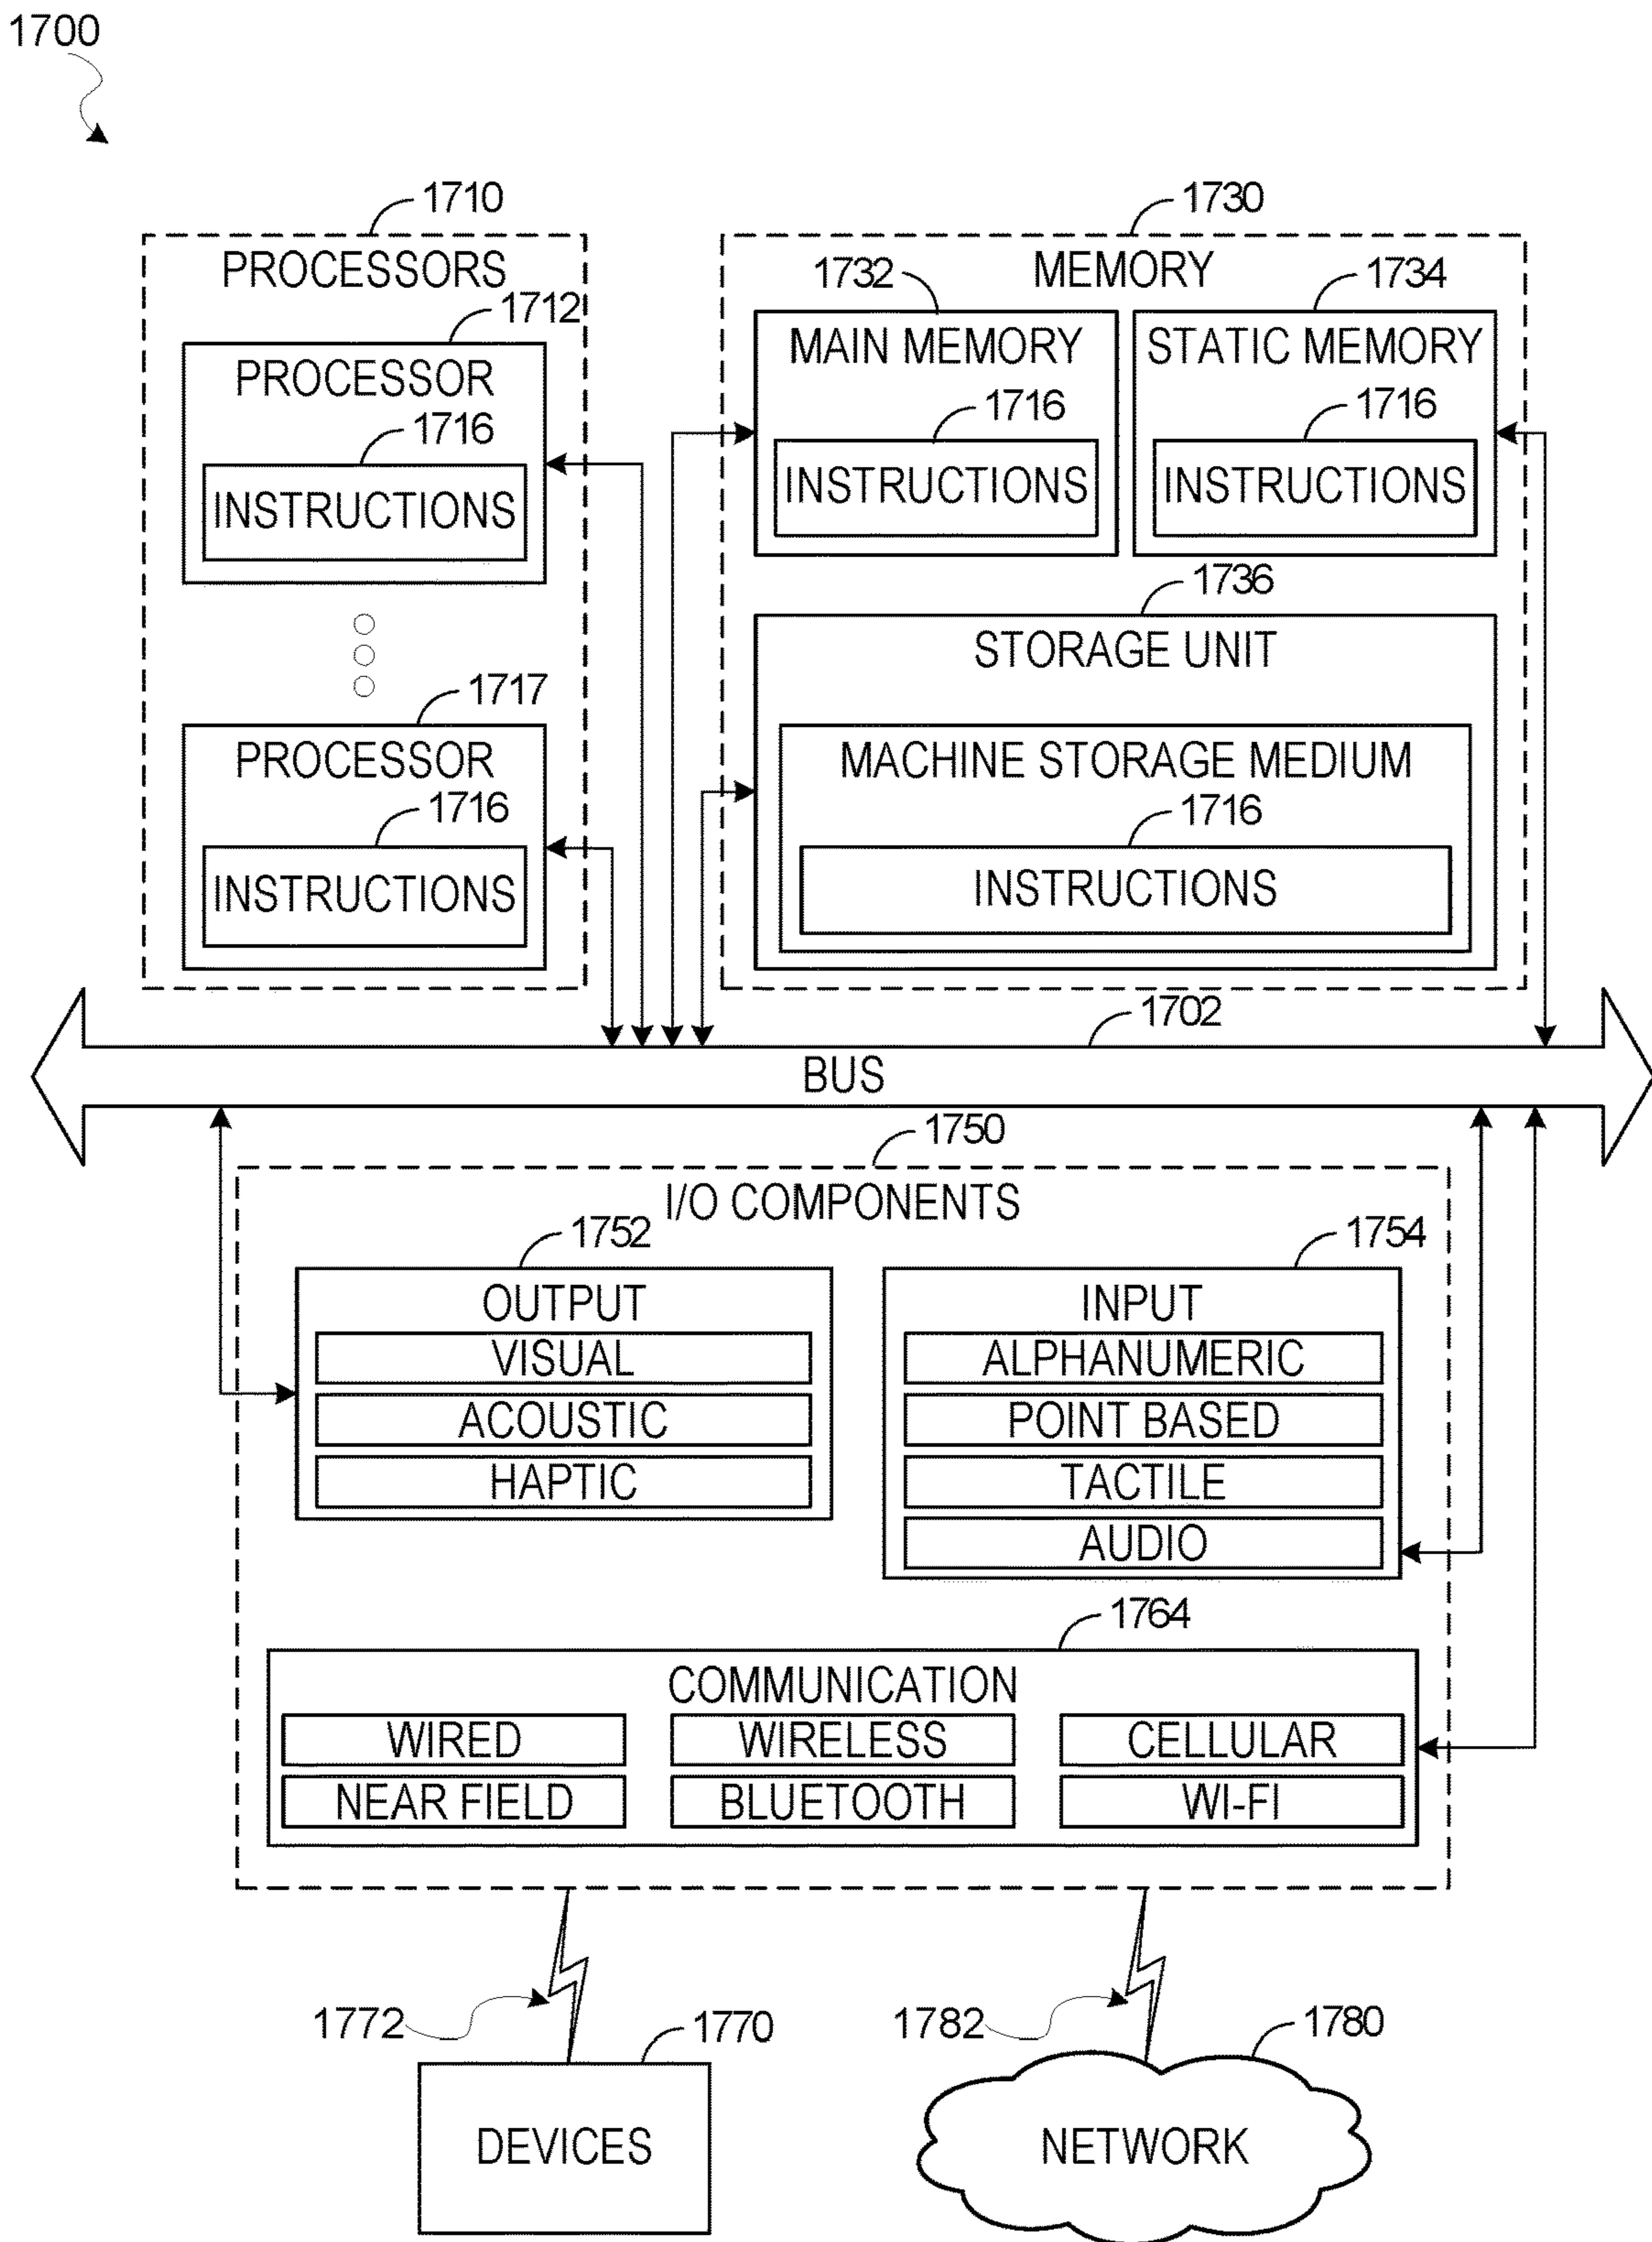 1700
1710
1730
PROCESSORS
MEMORY
1732
1734
1712
MAIN MEMORY
STATIC MEMORY
PROCESSOR
1716
1716
1716
INSTRUCTIONS
INSTRUCTIONS
INSTRUCTIONS
1736
STORAGE UNIT
1717
PROCESSOR
MACHINE STORAGE MEDIUM
1716
1716
INSTRUCTIONS
INSTRUCTIONS
1702
BUS
1750
I/O COMPONENTS
1752
1754
OUTPUT
INPUT
VISUAL
ALPHANUMERIC
ACOUSTIC
POINT BASED
HAPTIC
TACTILE
AUDIO
1764
COMMUNICATION
WIRED
WIRELESS
CELLULAR
NEAR FIELD
BLUETOOTH
WI-FI
1772
1770
1782
1780
DEVICES
NETWORK